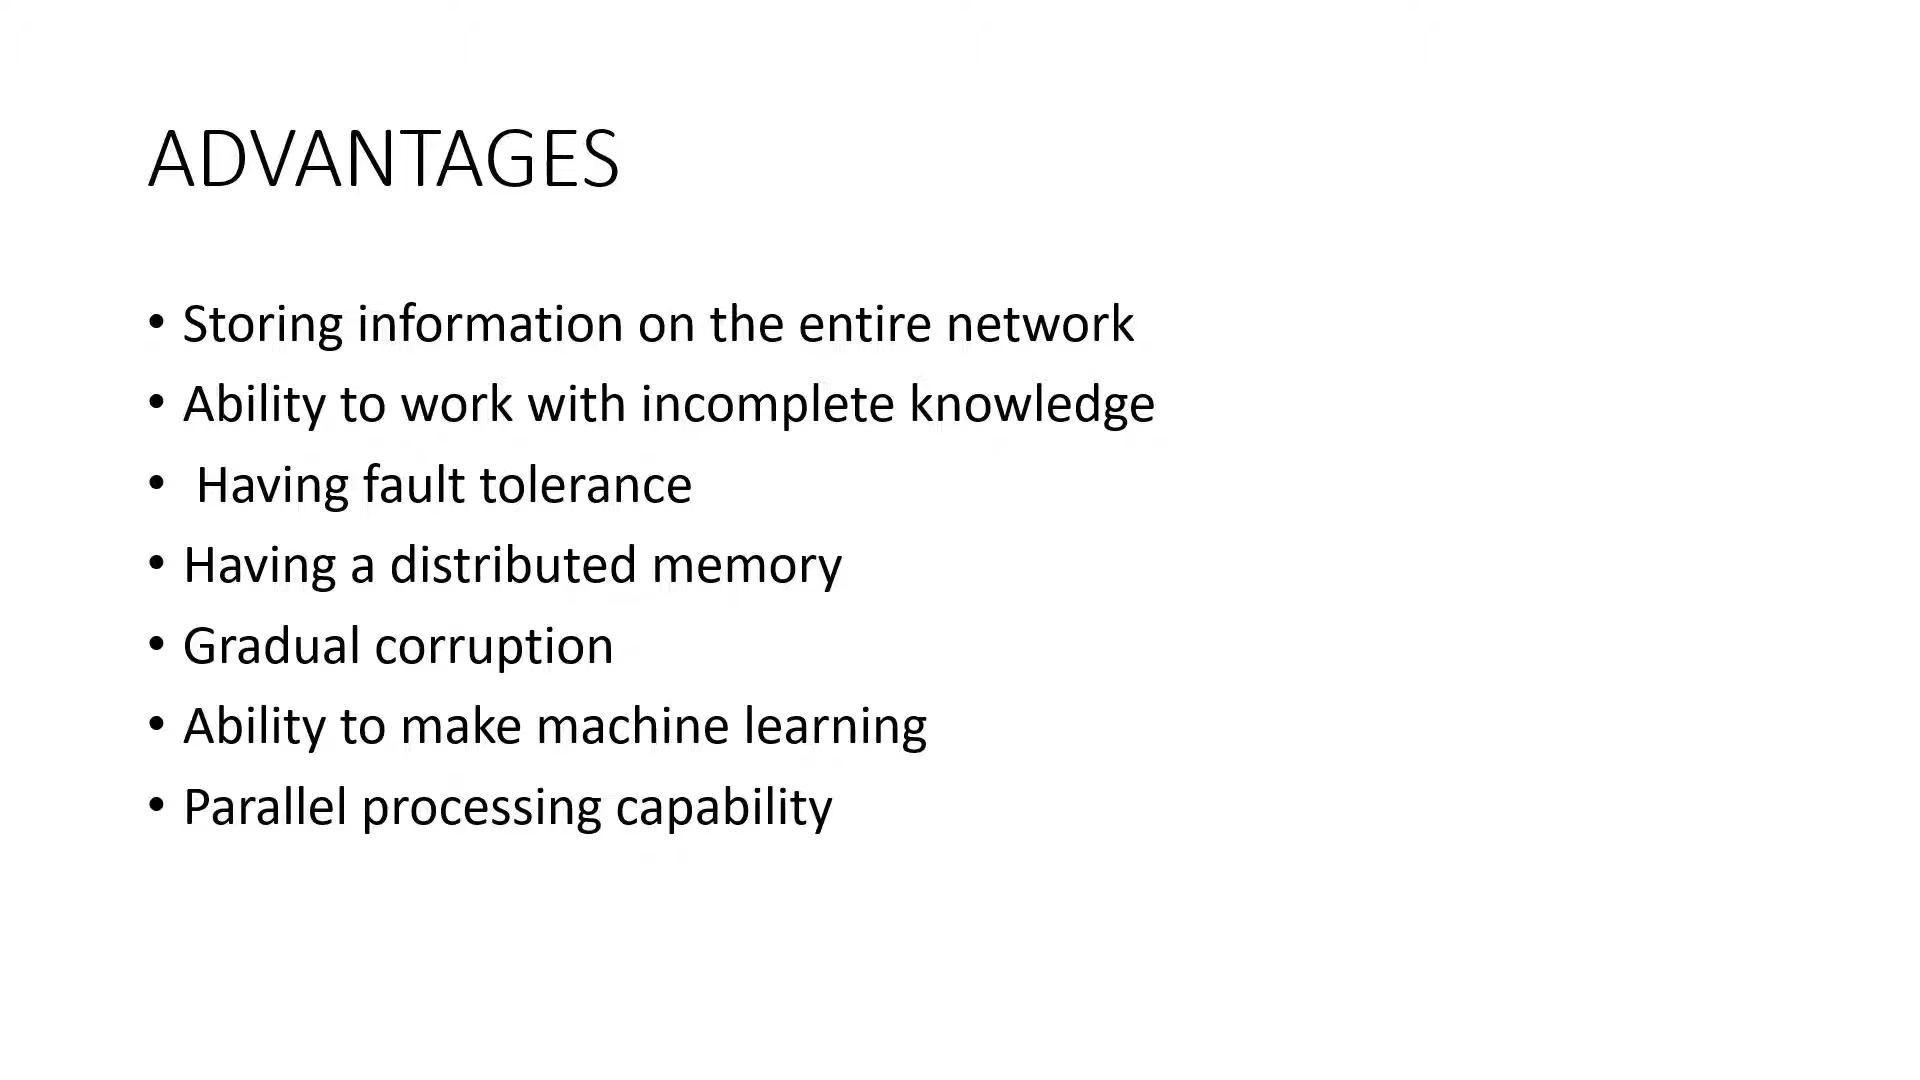 ADVANTAGES
• Storing information on the entire network
• Ability to work with incomplete knowledge
• Having fault tolerance
• Having a distributed memory
• Gradual corruption
• Ability to make machine learning
• Parallel processing capability